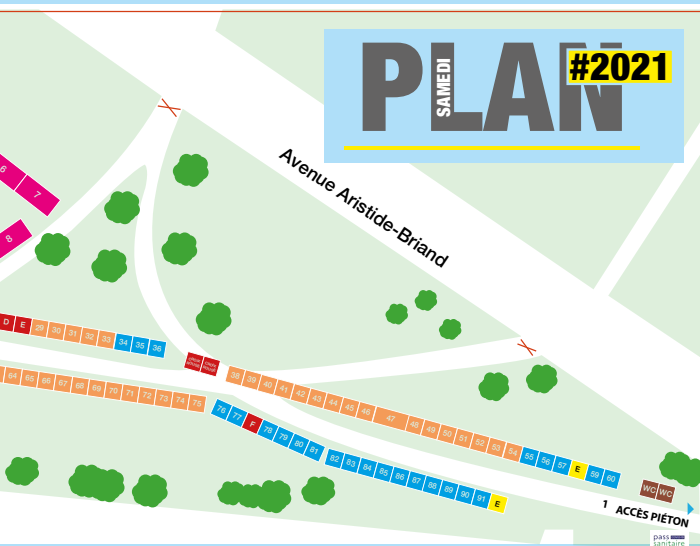 PLAN
SAMEDI
#2021
Avenue Aristide-Briand
6
7
8
D E 29 30 31 32 33 34 35 36
38 39 40 41 42 43 44 45 46 47 48 49 50 51 52 53 54 55 56 57 E 59 60
64 65 66 67 68 69 70 71 72 73 74 75
76 77 F 78 79 80 81 82 83 84 85 86 87 88 89 90 91 E
WC WC
1 ACCÈS PIÉTON
pass
sanitaire